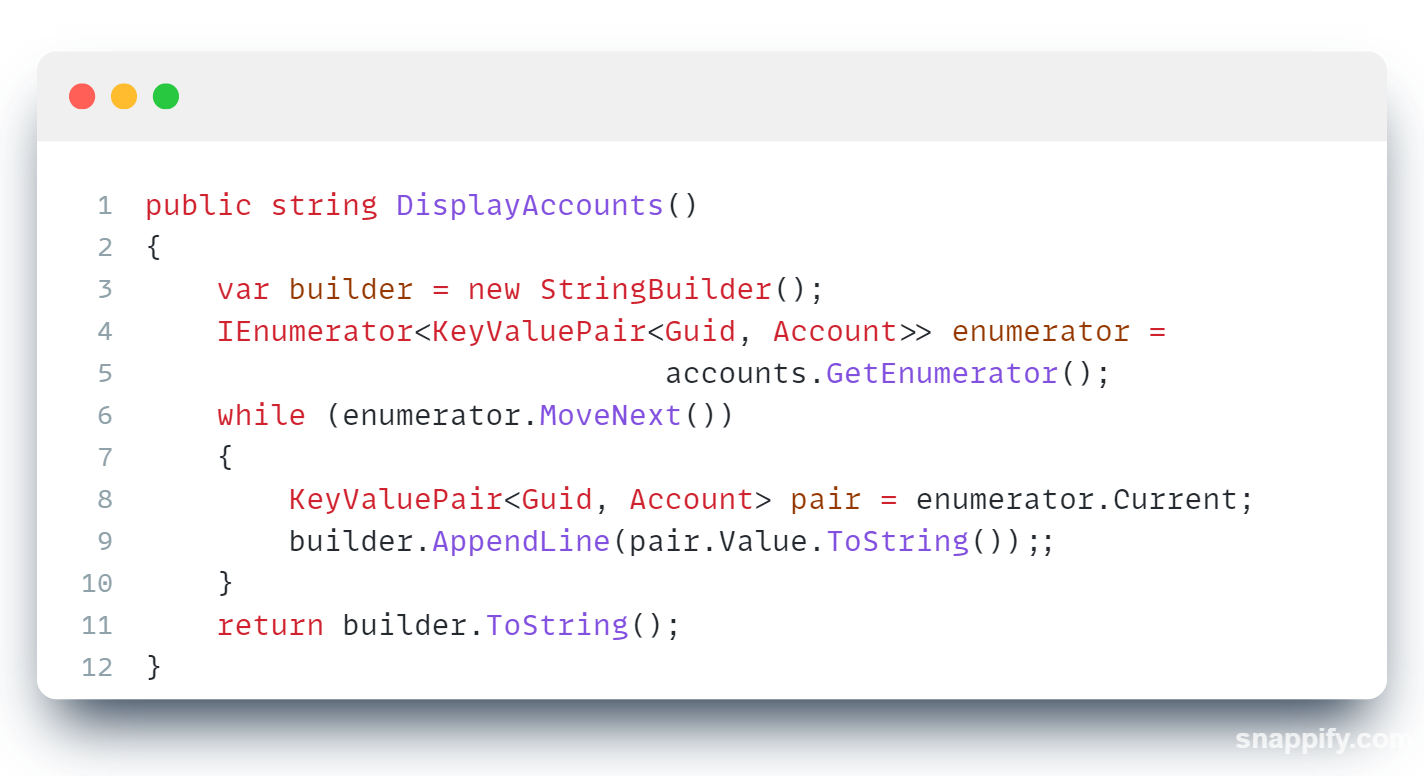 1 public string DisplayAccounts()
2 {
3     var builder = new StringBuilder();
4     IEnumerator<KeyValuePair<Guid, Account>> enumerator =
5                              accounts.GetEnumerator();
6     while (enumerator.MoveNext())
7     {
8         KeyValuePair<Guid, Account> pair = enumerator.Current;
9         builder.AppendLine(pair.Value.ToString());;
10     }
11     return builder.ToString();
12 }
snappify.com